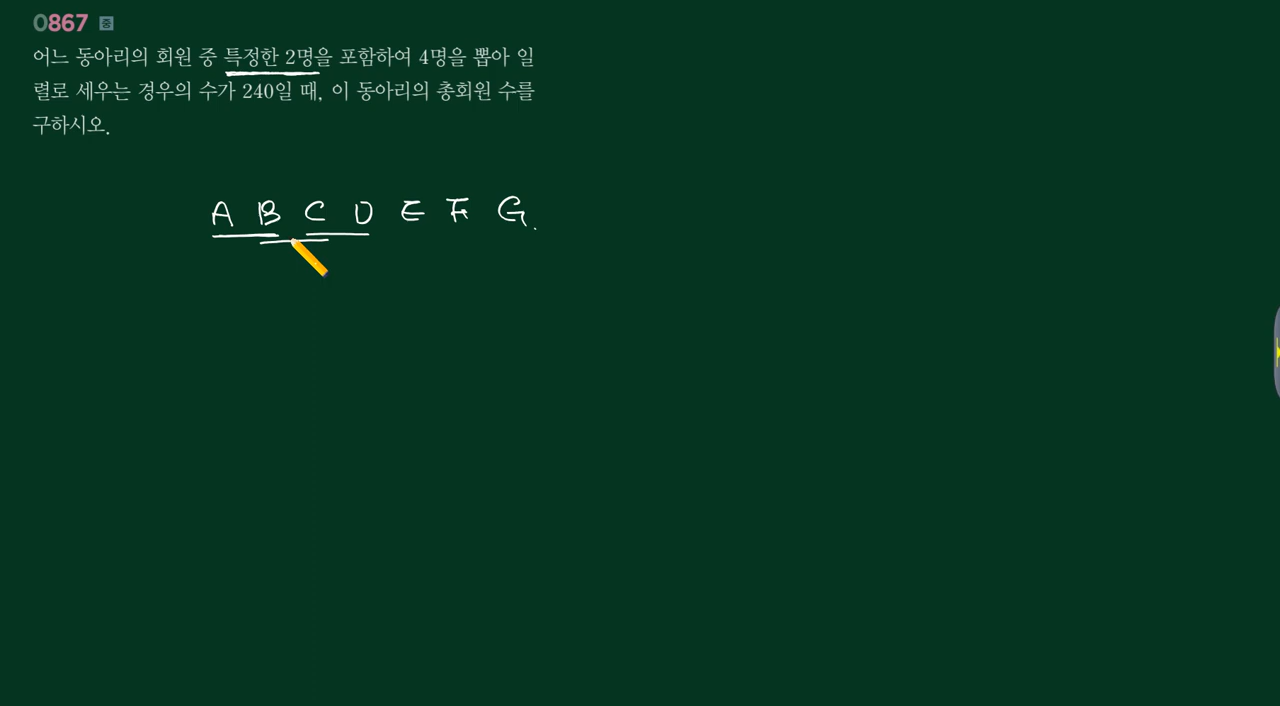 0867 중
어느 동아리의 회원 중 특정한 2명을 포함하여 4명을 뽑아 일
렬로 세우는 경우의 수가 240일 때, 이 동아리의 총회원 수를
구하시오.
A B C D E F G.